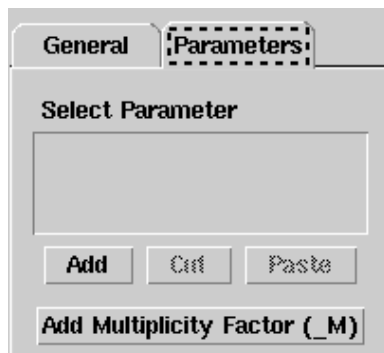 General Parameters
Select Parameter
Add Cut Paste
Add Multiplicity Factor (_M)